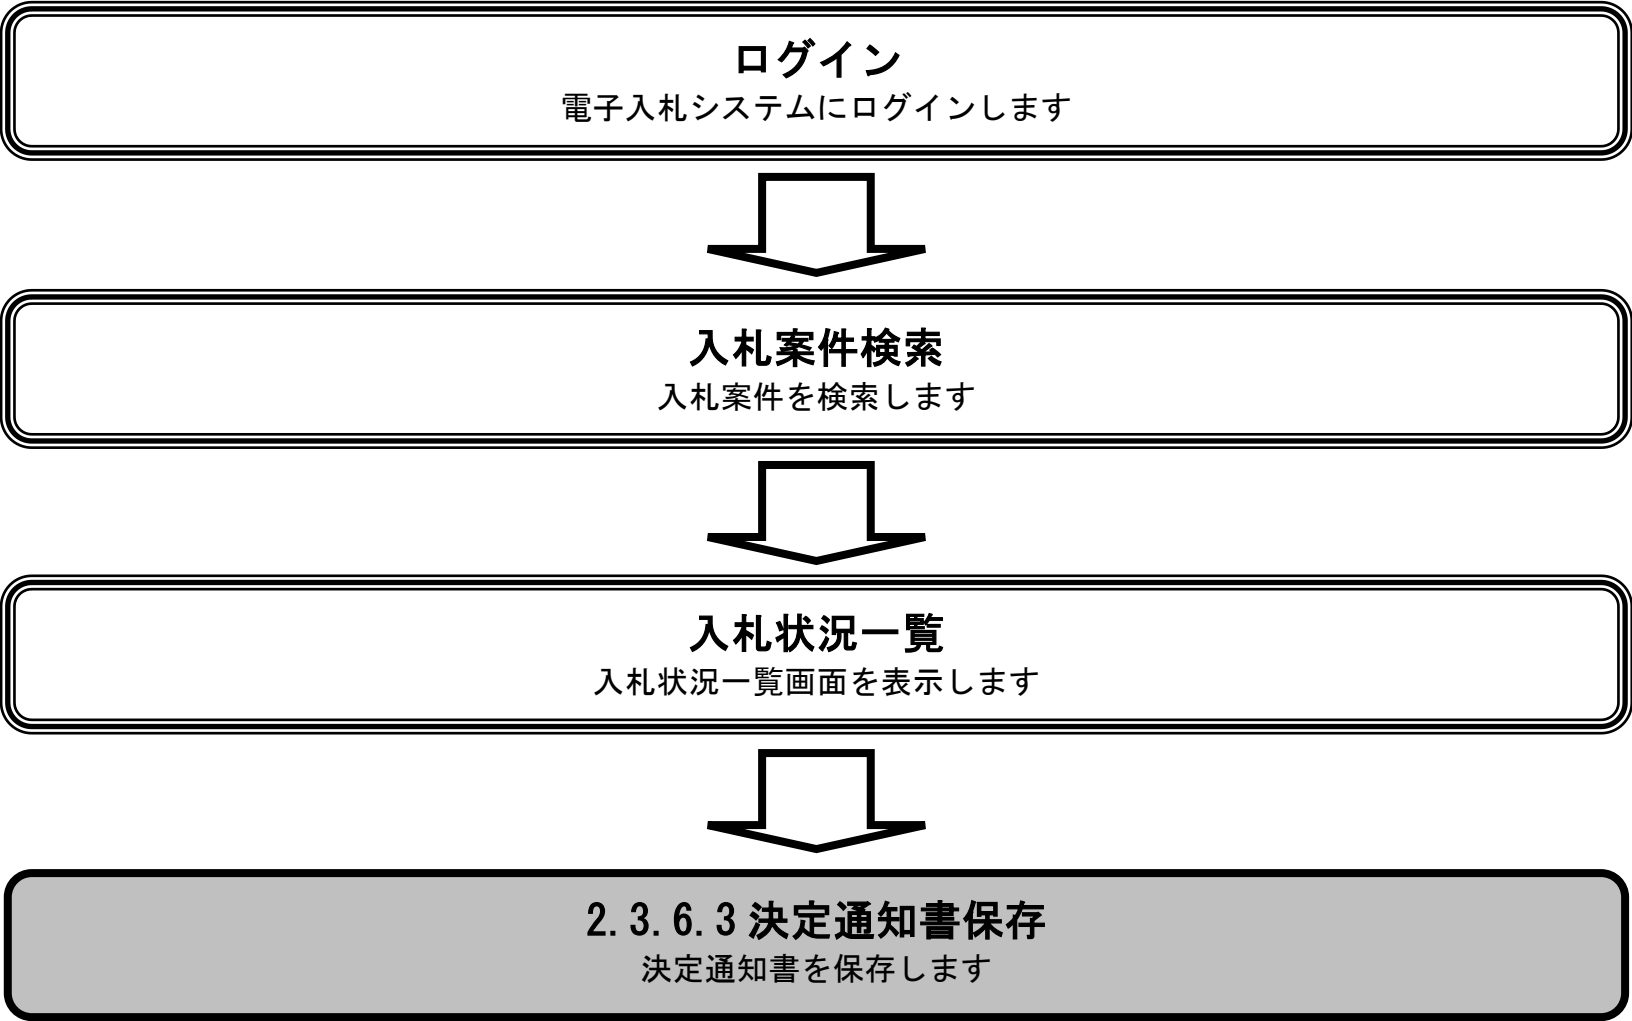 ログイン
電子入札システムにログインします
入札案件検索
入札案件を検索します
入札状況一覧
入札状況一覧画面を表示します
2.3.6.3決定通知書保存
決定通知書を保存します